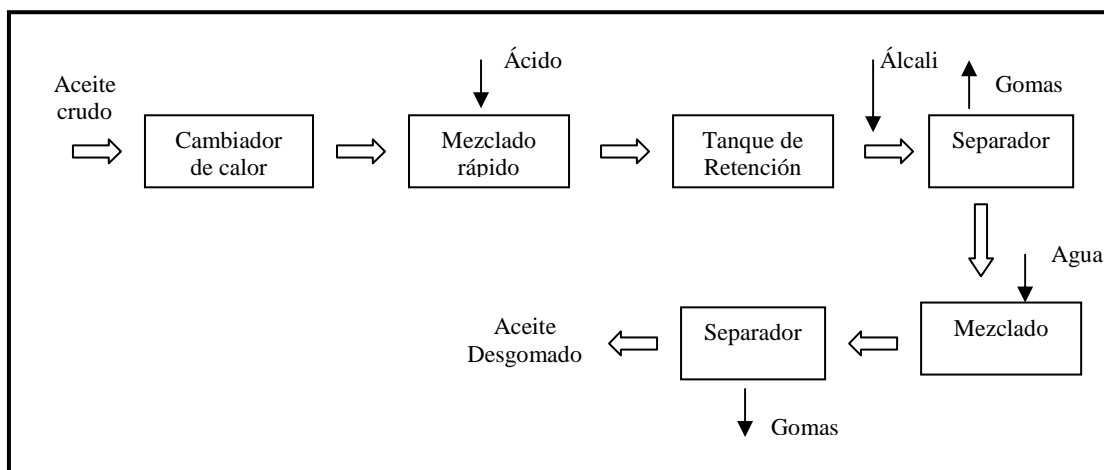 Aceite
crudo
Cambiador
de calor
Ácido
Mezclado
rápido
Tanque de
Retención
Álcali
Gomas
Separador
Agua
Mezclado
Separador
Gomas
Aceite
Desgomado